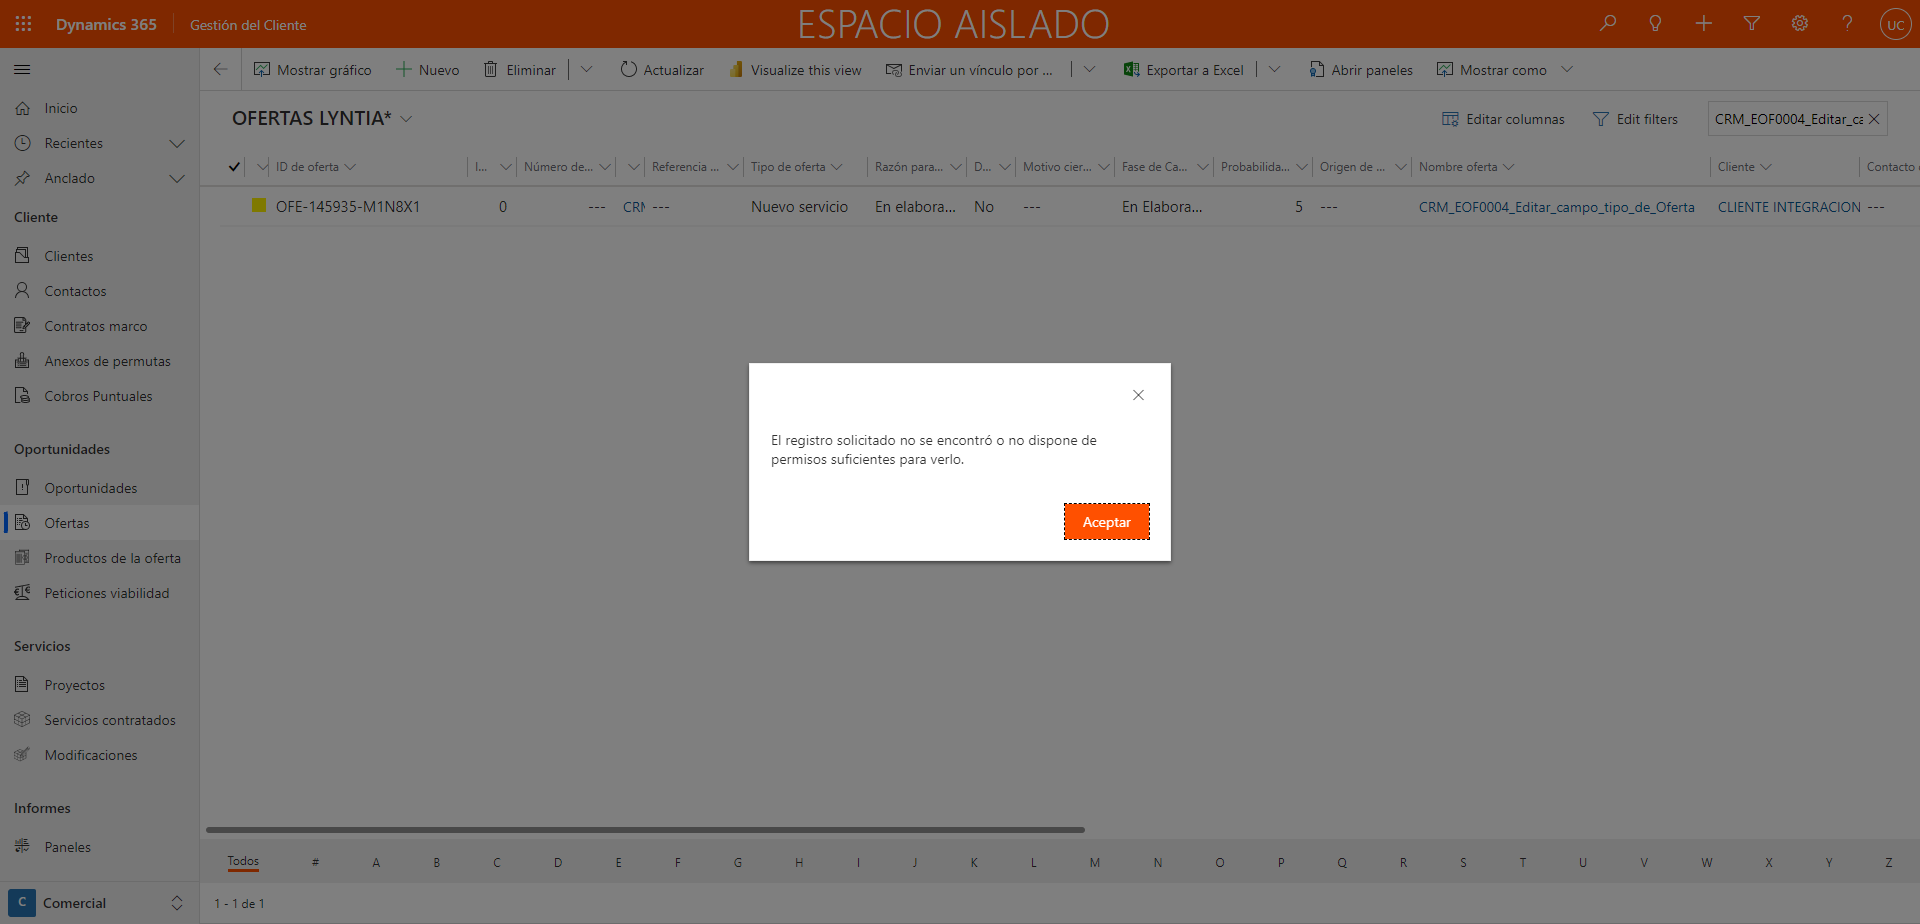 Dynamics 365
Gestión del Cliente
ESPACIO AISLADO
UC
Mostrar gráfico
Nuevo
Eliminar
Actualizar
Visualize this view
Enviar un vínculo por ...
Exportar a Excel
Abrir paneles
Mostrar como
Inicio
Recientes
Anclado
Cliente
Clientes
Contactos
Contratos marco
Anexos de permutas
Cobros Puntuales
Oportunidades
Oportunidades
Ofertas
Productos de la oferta
Peticiones viabilidad
Servicios
Proyectos
Servicios contratados
Modificaciones
Informes
Paneles
C Comercial
OFERTAS LYNTIA*
Editar columnas
Edit filters
CRM_EOF0004_Editar_ca
ID de oferta I... Número de... Referencia ... Tipo de oferta Razón para... D... Motivo cier... Fase de Ca... Probabilida... Origen de ... Nombre oferta Cliente Contacto
OFE-145935-M1N8X1 0 --- CRM --- Nuevo servicio En elabora... No --- En Elabora... 5 --- CRM_EOF0004_Editar_campo_tipo_de_Oferta CLIENTE INTEGRACION ---
El registro solicitado no se encontró o no dispone de
permisos suficientes para verlo.
Aceptar
Todos # A B C D E F G H I J K L M N O P Q R S T U V W X Y Z
1 - 1 de 1